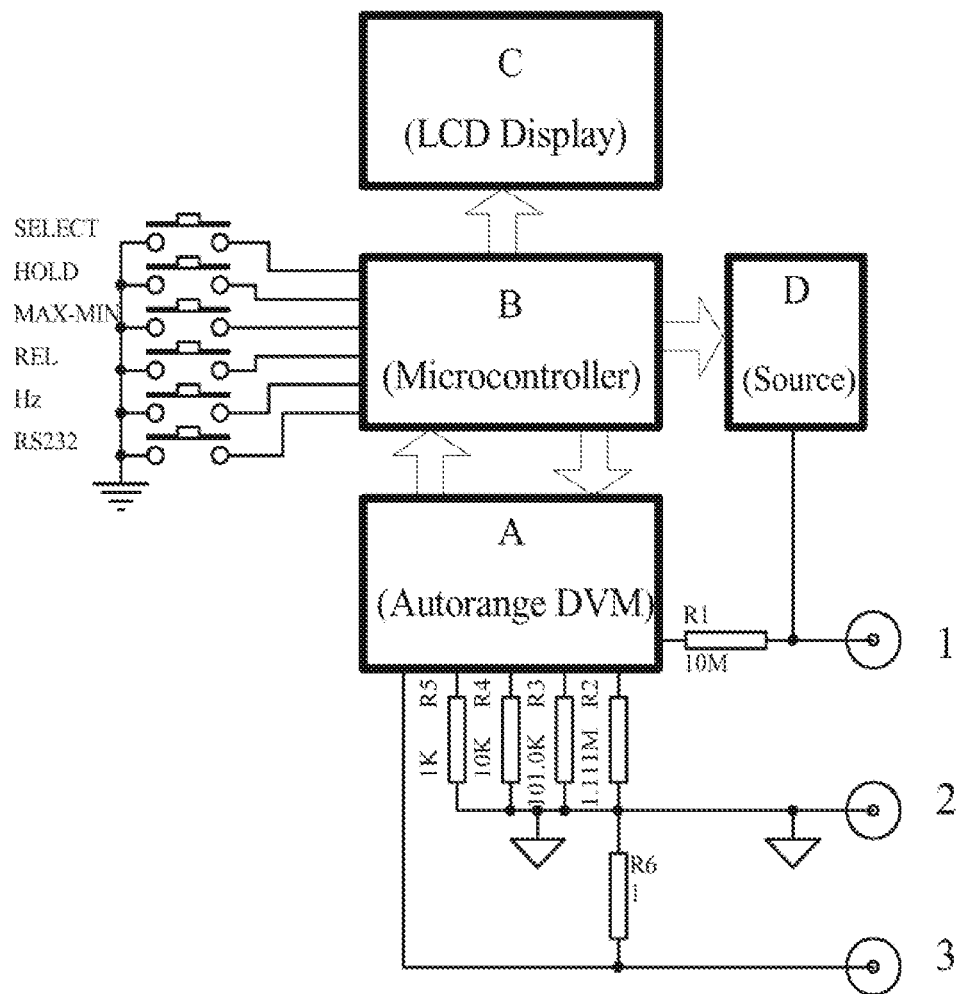 C
(LCD Display)
SELECT
HOLD
MAX-MIN
REL
Hz
RS232
B
(Microcontroller)
D
(Source)
A
(Autorange DVM)
R1
10M
1
R5
1K
R4
10K
R3
101.0K
R2
1.111M
2
R6
1
3